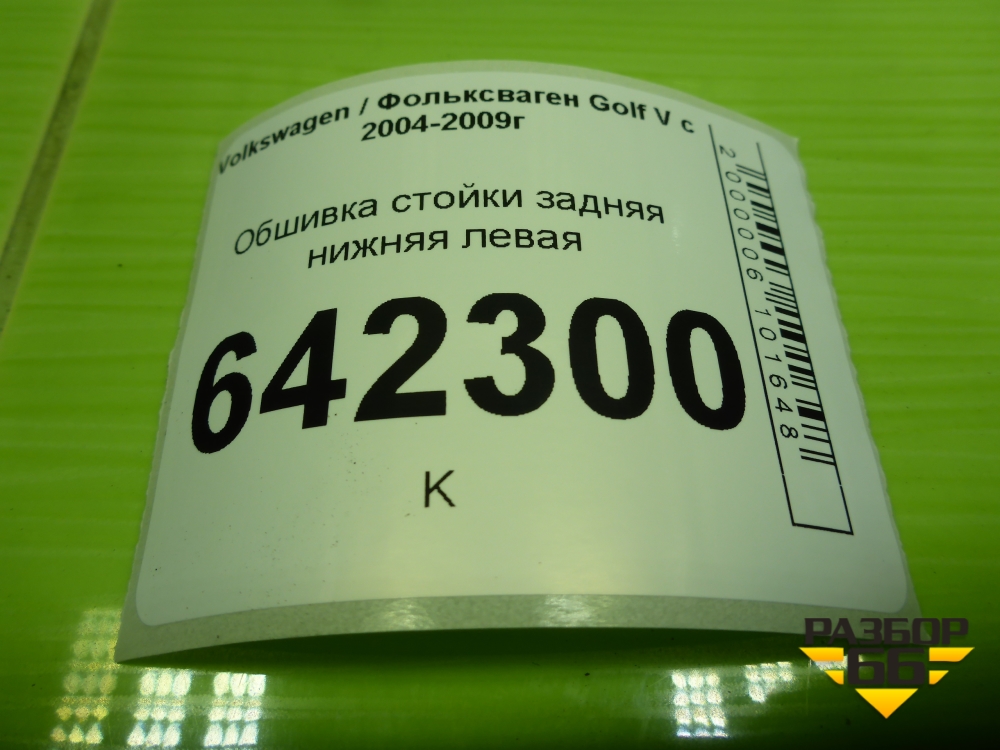 Volkswagen / Фольксваген Golf V с
2004-2009г
Обшивка стойки задняя
нижняя левая
642300
К
2000006101648
РАЗБОР
66